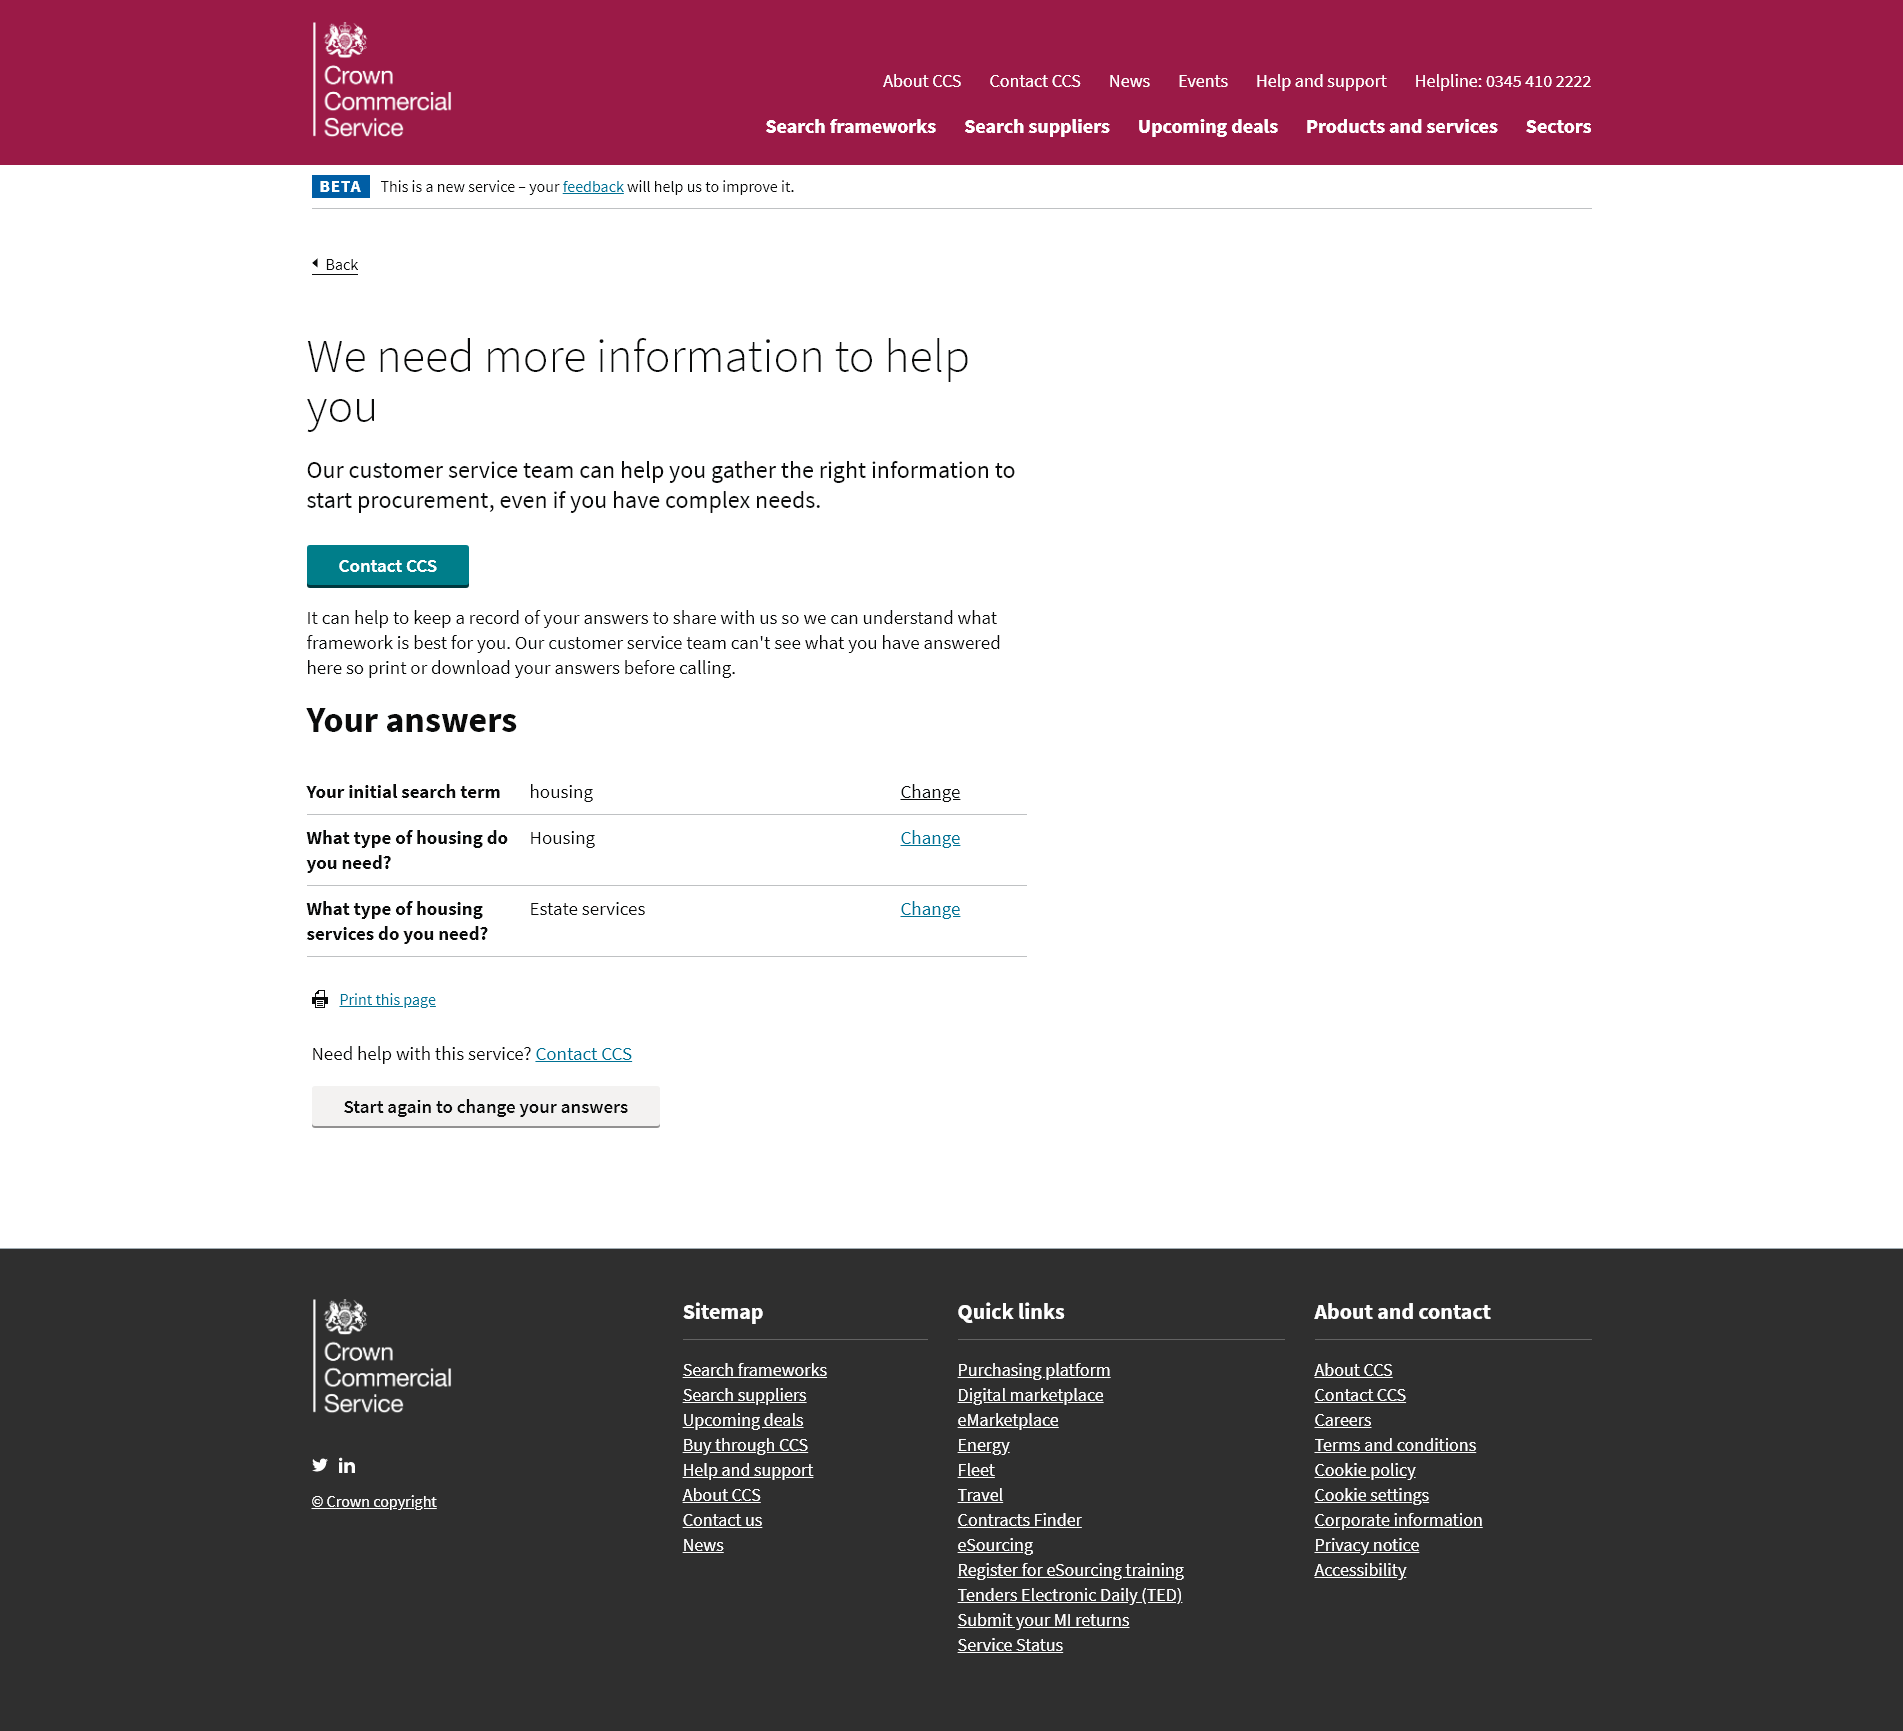 Crown
Commercial
Service
About CCS Contact CCS News Events Help and support Helpline: 0345 410 2222
Search frameworks Search suppliers Upcoming deals Products and services Sectors
BETA This is a new service – your feedback will help us to improve it.
Back
We need more information to help
you
Our customer service team can help you gather the right information to
start procurement, even if you have complex needs.
Contact CCS
It can help to keep a record of your answers to share with us so we can understand what
framework is best for you. Our customer service team can't see what you have answered
here so print or download your answers before calling.
Your answers
Your initial search term housing Change
What type of housing do
you need?
Housing Change
What type of housing
services do you need?
Estate services Change
Print this page
Need help with this service? Contact CCS
Start again to change your answers
Crown
Commercial
Service
© Crown copyright
Sitemap
Search frameworks
Search suppliers
Upcoming deals
Buy through CCS
Help and support
About CCS
Contact us
News
Quick links
Purchasing platform
Digital marketplace
eMarketplace
Energy
Fleet
Travel
Contracts Finder
eSourcing
Register for eSourcing training
Tenders Electronic Daily (TED)
Submit your MI returns
Service Status
About and contact
About CCS
Contact CCS
Careers
Terms and conditions
Cookie policy
Cookie settings
Corporate information
Privacy notice
Accessibility